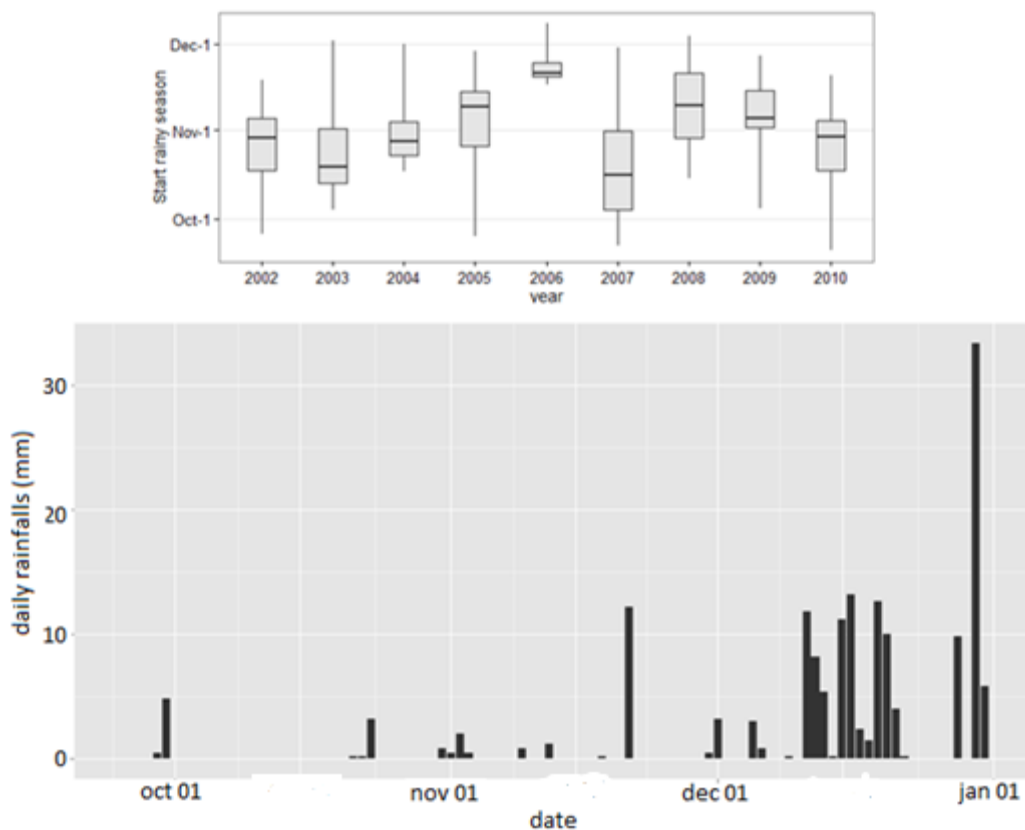 Start rainy season
Dec-1
Nov-1
Oct-1
2002 2003 2004 2005 2006 2007 2008 2009 2010
year
daily rainfalls (mm)
30
20
10
0
oct 01 nov 01 dec 01 jan 01
date